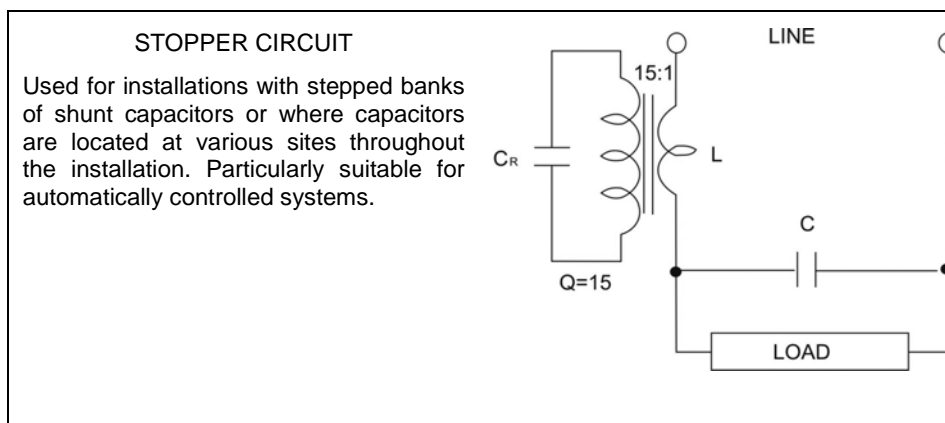 STOPPER CIRCUIT
Used for installations with stepped banks
of shunt capacitors or where capacitors
are located at various sites throughout
the installation. Particularly suitable for
automatically controlled systems.
LINE
15:1
CR
L
C
Q=15
LOAD